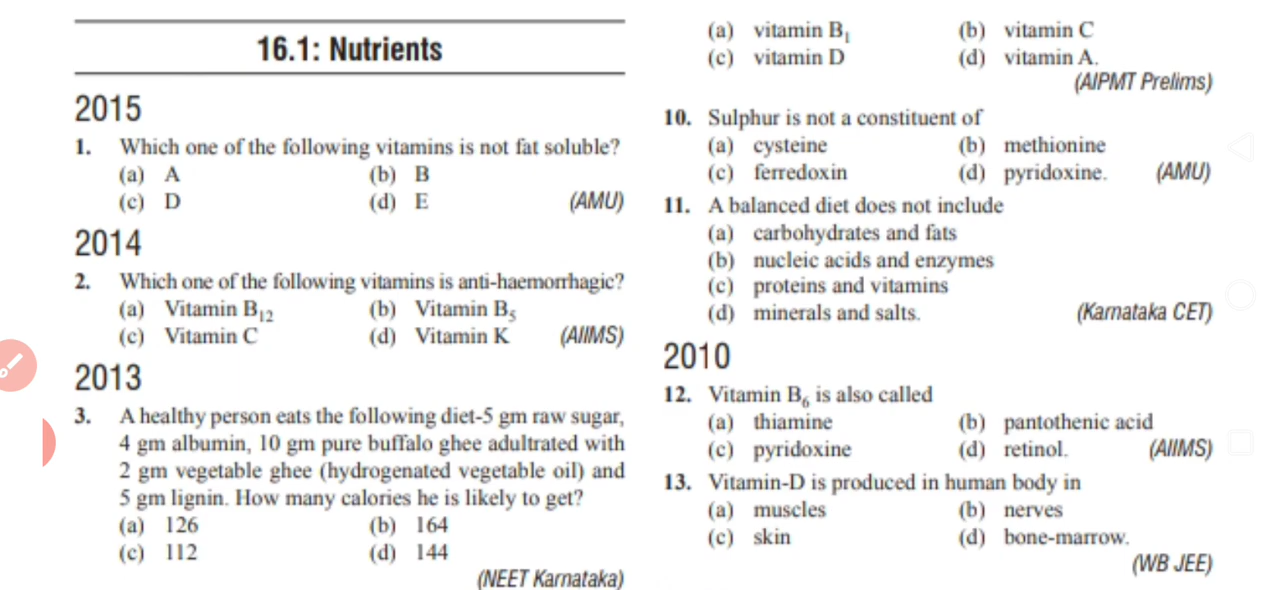 16.1: Nutrients
2015
1. Which one of the following vitamins is not fat soluble?
(a) A (b) B
(c) D (d) E (AMU)
2014
2. Which one of the following vitamins is anti-haemorrhagic?
(a) Vitamin B12 (b) Vitamin B5
(c) Vitamin C (d) Vitamin K (AIIMS)
2013
3. A healthy person eats the following diet-5 gm raw sugar,
4 gm albumin, 10 gm pure buffalo ghee adultrated with
2 gm vegetable ghee (hydrogenated vegetable oil) and
5 gm lignin. How many calories he is likely to get?
(a) 126 (b) 164
(c) 112 (d) 144
(NEET Karnataka)
(a) vitamin B1 (b) vitamin C
(c) vitamin D (d) vitamin A.
(AIPMT Prelims)
10. Sulphur is not a constituent of
(a) cysteine (b) methionine
(c) ferredoxin (d) pyridoxine. (AMU)
11. A balanced diet does not include
(a) carbohydrates and fats
(b) nucleic acids and enzymes
(c) proteins and vitamins
(d) minerals and salts. (Karnataka CET)
2010
12. Vitamin B6 is also called
(a) thiamine (b) pantothenic acid
(c) pyridoxine (d) retinol. (AIIMS)
13. Vitamin-D is produced in human body in
(a) muscles (b) nerves
(c) skin (d) bone-marrow.
(WB JEE)